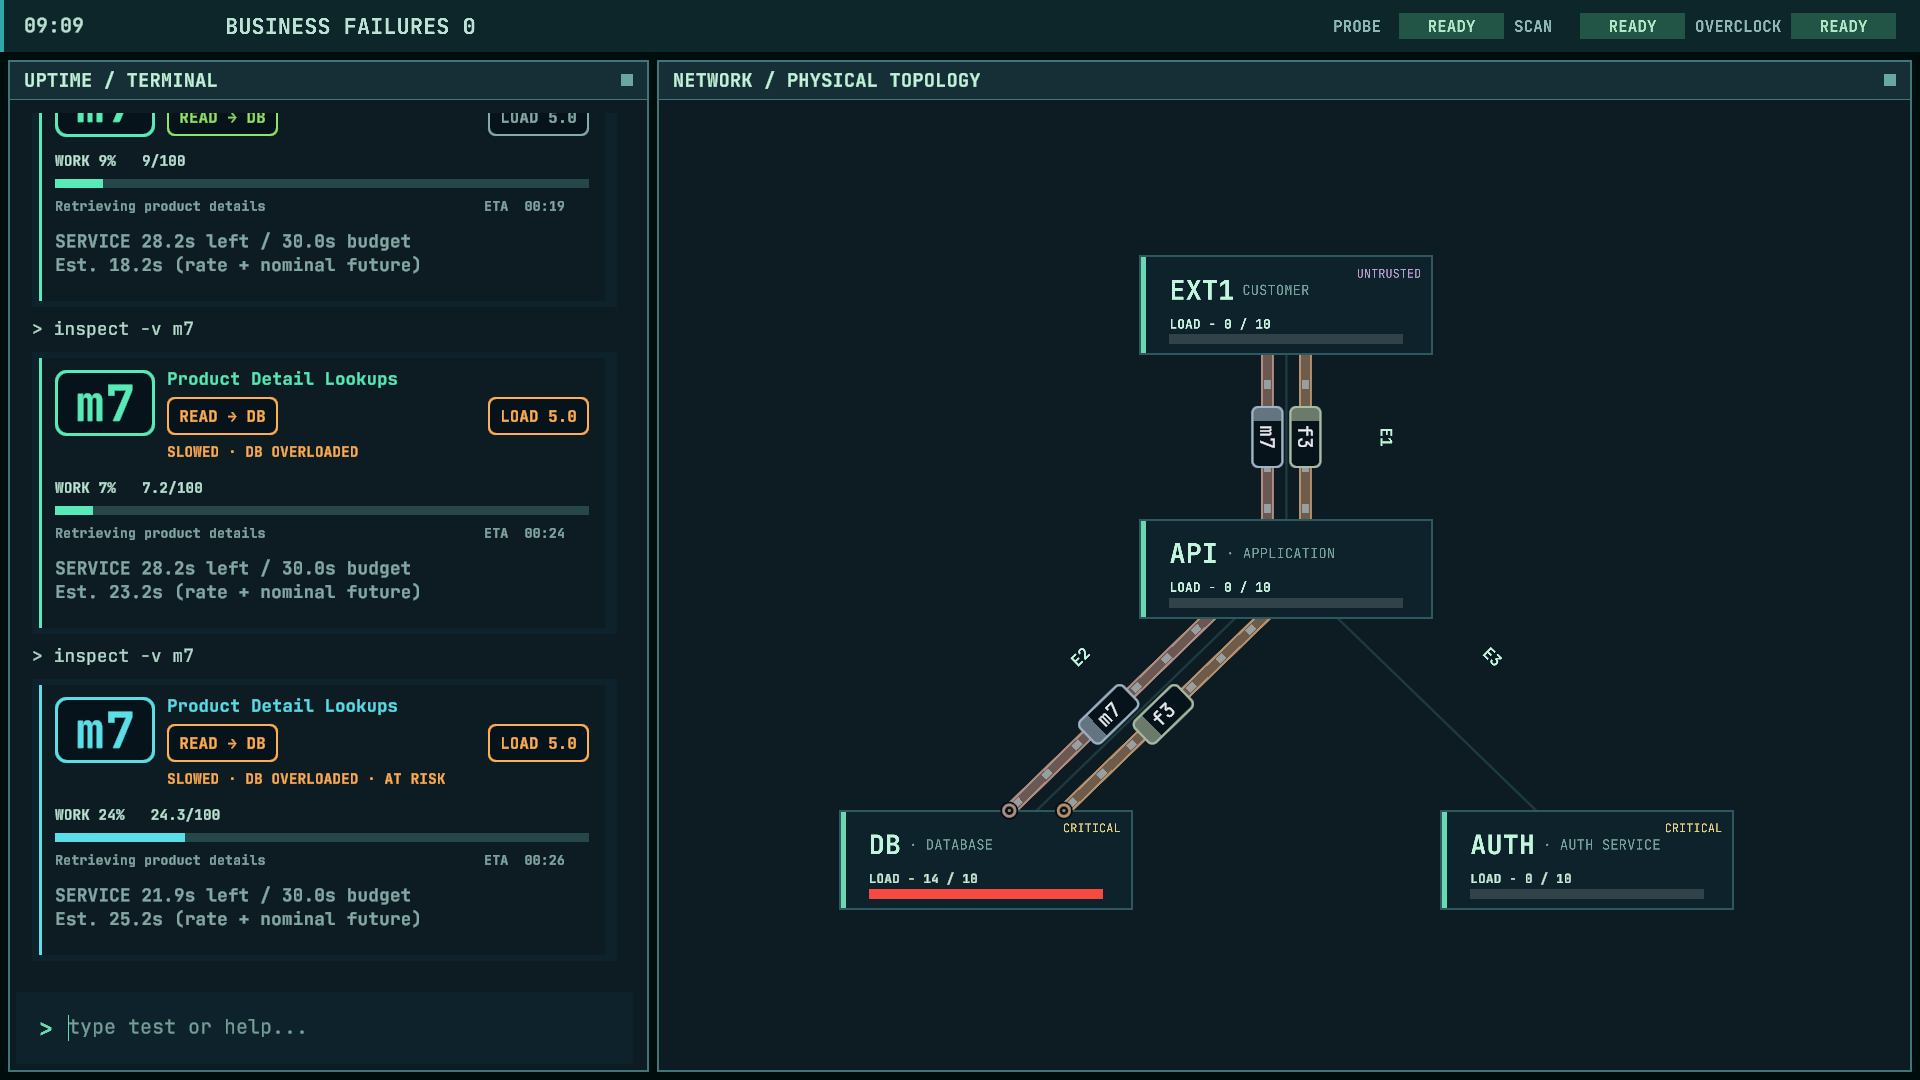 09:09
BUSINESS FAILURES 0
PROBE READY SCAN READY OVERCLOCK READY
UPTIME / TERMINAL
m7
READ → DB
LOAD 5.0
WORK 9% 9/100
Retrieving product details ETA 00:19
SERVICE 28.2s left / 30.0s budget
Est. 18.2s (rate + nominal future)
> inspect -v m7
m7
Product Detail Lookups
READ → DB
LOAD 5.0
SLOWED · DB OVERLOADED
WORK 7% 7.2/100
Retrieving product details ETA 00:24
SERVICE 28.2s left / 30.0s budget
Est. 23.2s (rate + nominal future)
> inspect -v m7
m7
Product Detail Lookups
READ → DB
LOAD 5.0
SLOWED · DB OVERLOADED · AT RISK
WORK 24% 24.3/100
Retrieving product details ETA 00:26
SERVICE 21.9s left / 30.0s budget
Est. 25.2s (rate + nominal future)
> type test or help...
NETWORK / PHYSICAL TOPOLOGY
UNTRUSTED
EXT1 CUSTOMER
LOAD - 0 / 10
m7
f3
E1
API · APPLICATION
LOAD - 0 / 10
E2
E3
m7
f3
CRITICAL
DB · DATABASE
LOAD - 14 / 10
CRITICAL
AUTH · AUTH SERVICE
LOAD - 0 / 10